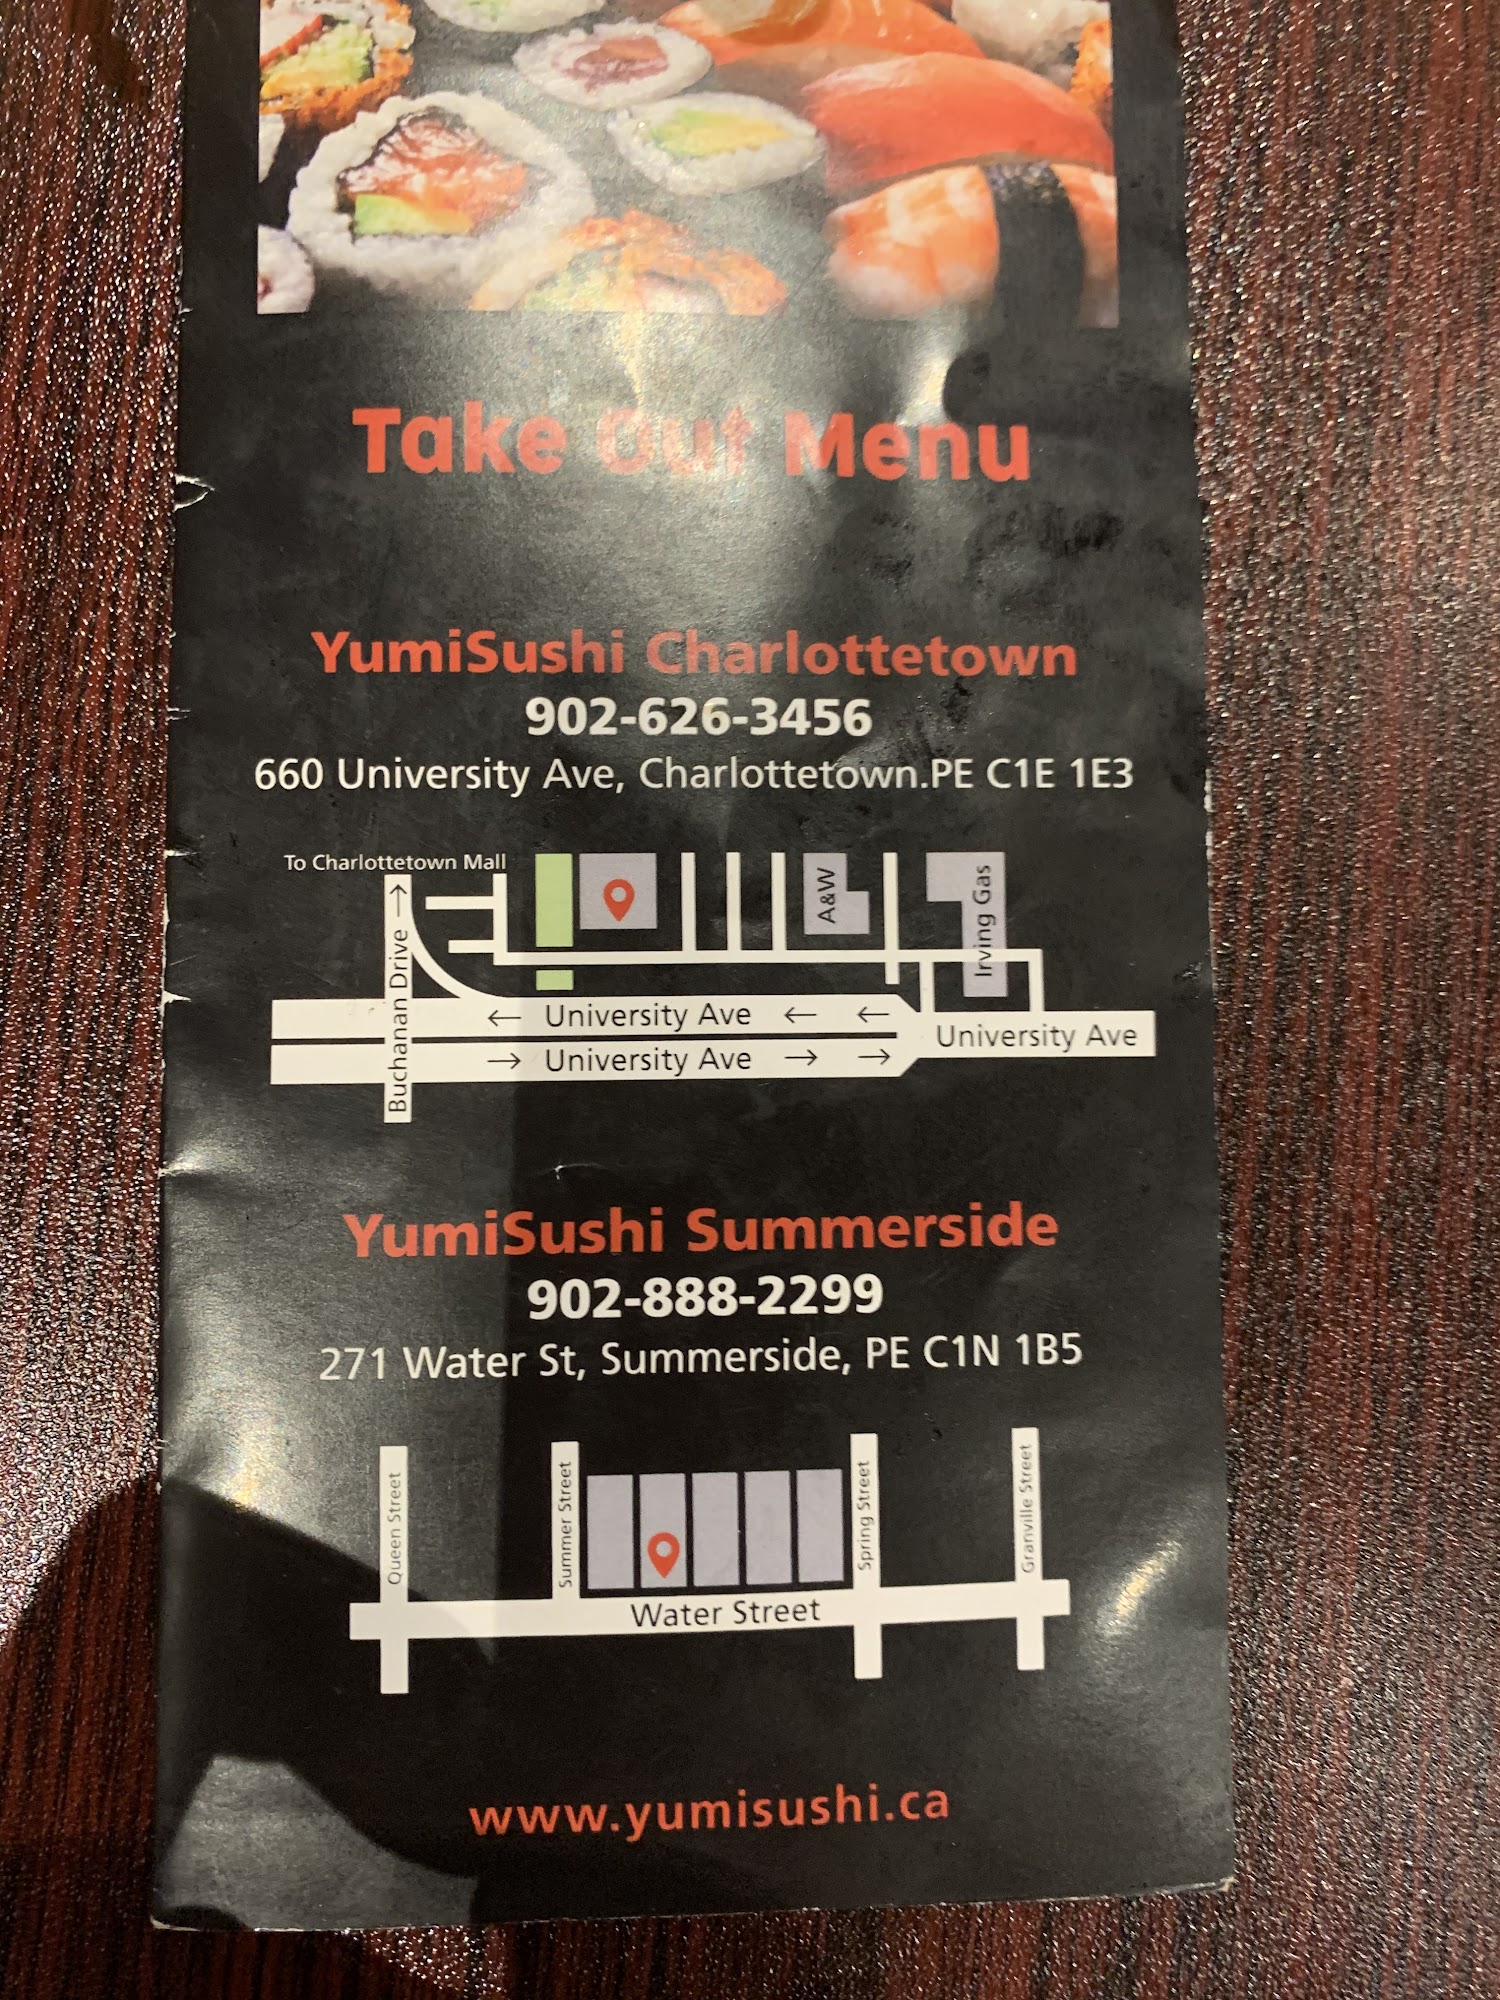 Take Out Menu
YumiSushi Charlottetown
902-626-3456
660 University Ave, Charlottetown.PE C1E 1E3
To Charlottetown Mall
A&W
Irving Gas
Buchanan Drive →
← University Ave ← ←
→ University Ave → →
University Ave
YumiSushi Summerside
902-888-2299
271 Water St, Summerside, PE C1N 1B5
Queen Street
Summer Street
Spring Street
Granville Street
Water Street
www.yumisushi.ca